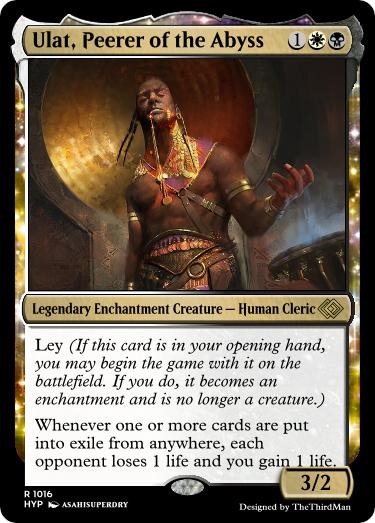 Ulat, Peerer of the Abyss 1
Legendary Enchantment Creature — Human Cleric
Ley (If this card is in your opening hand,
you may begin the game with it on the
battlefield. If you do, it becomes an
enchantment and is no longer a creature.)
Whenever one or more cards are put
into exile from anywhere, each
opponent loses 1 life and you gain 1 life.
3/2
R 1016
HYP ASAHISUPERDRY
Designed by TheThirdMan